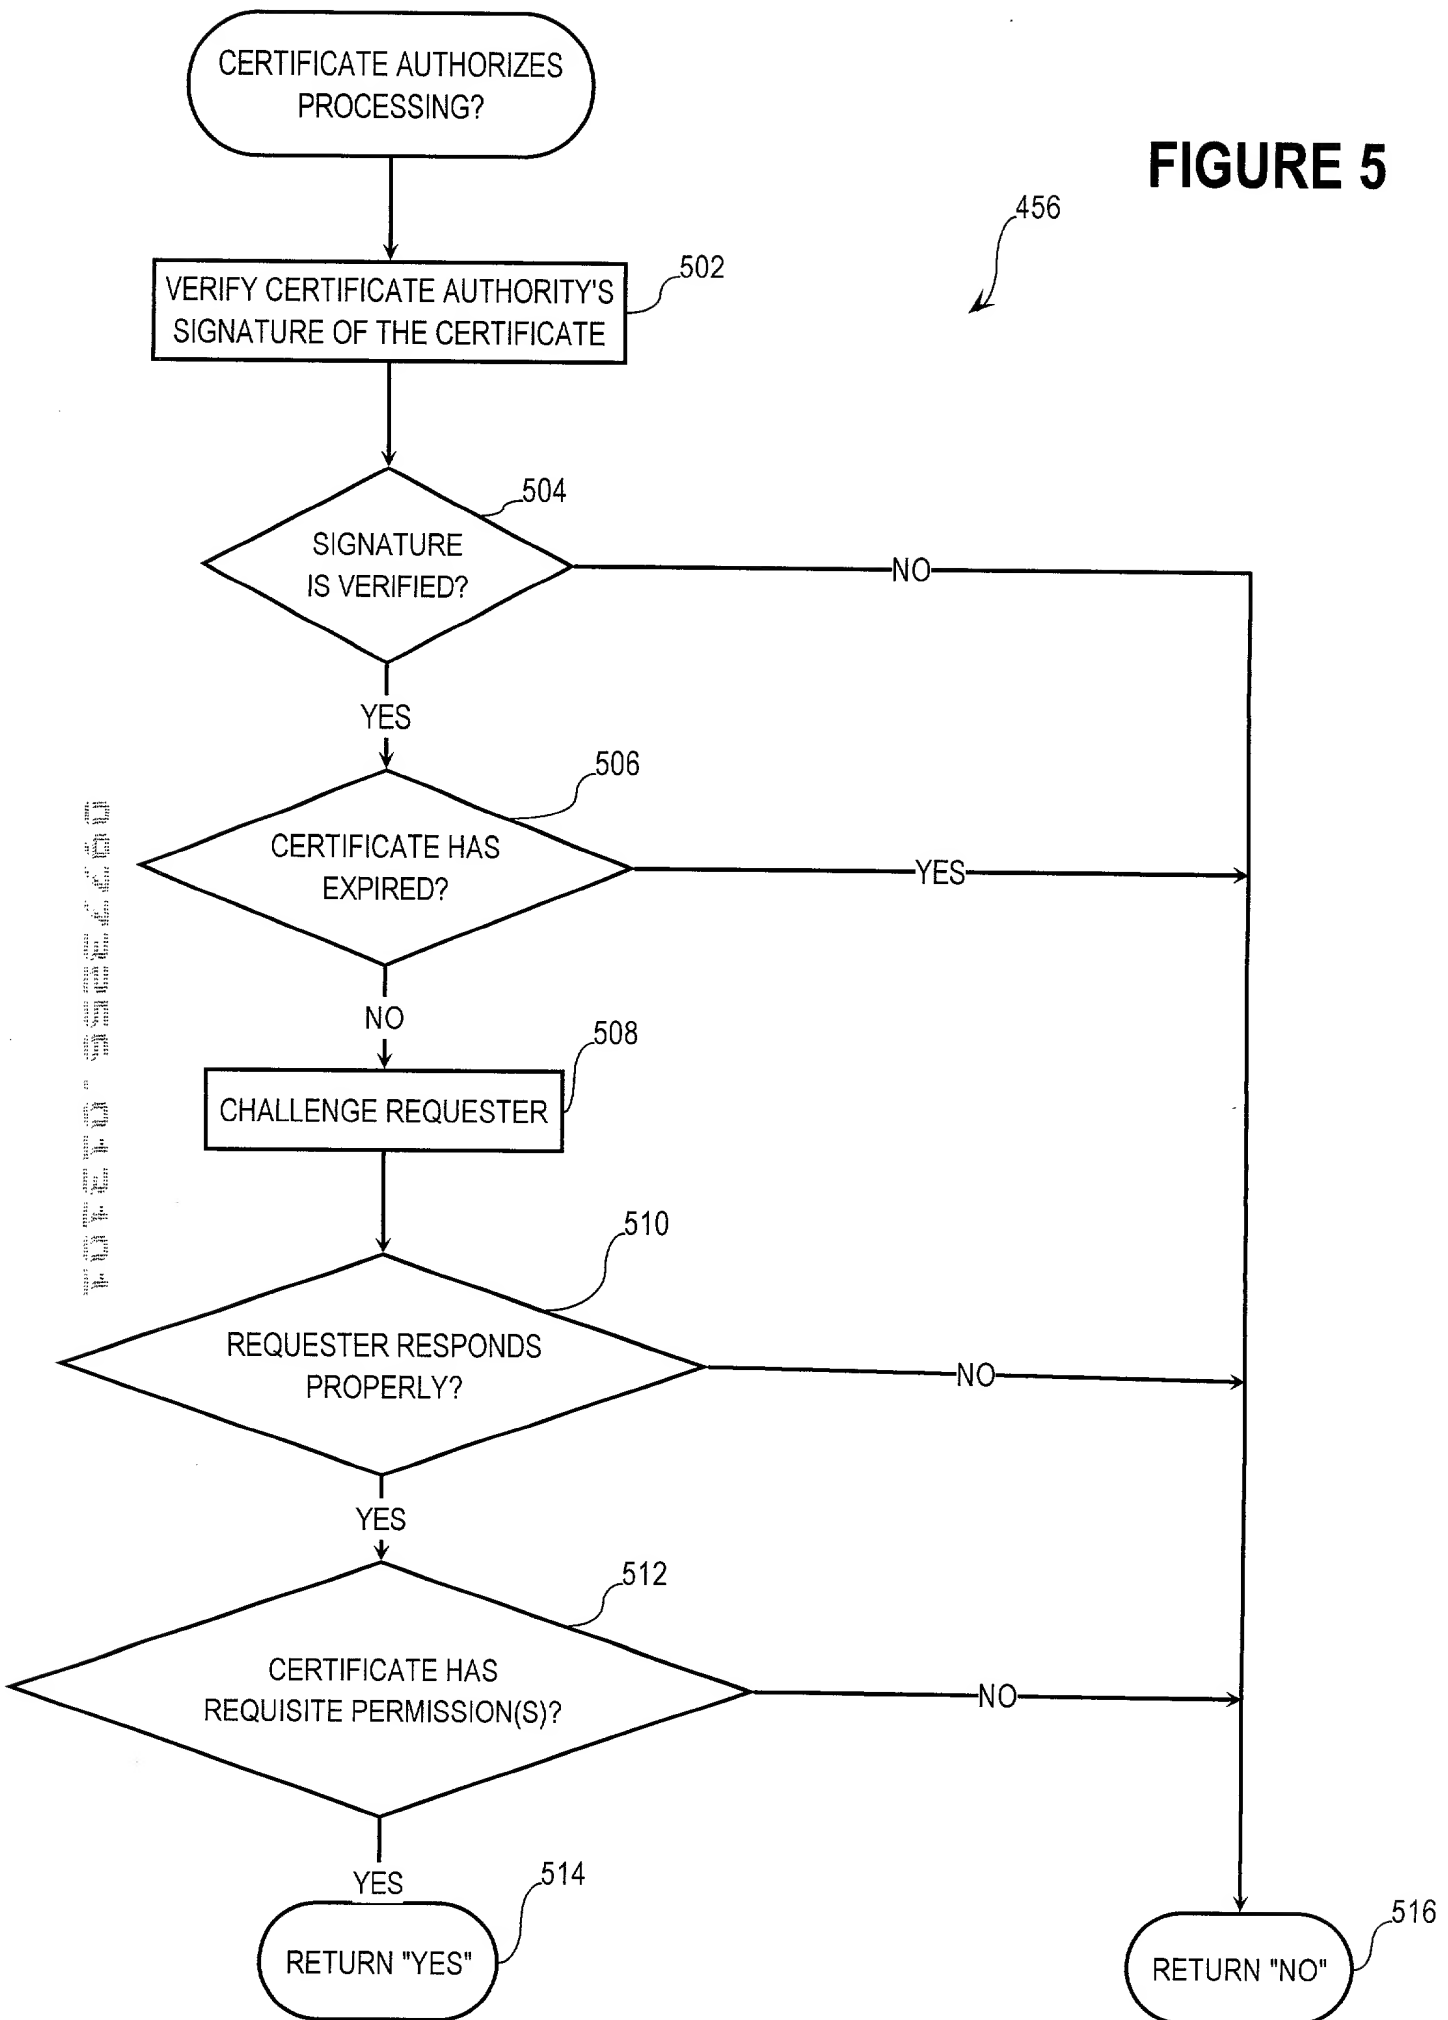 CERTIFICATE AUTHORIZES
PROCESSING?
FIGURE 5
456
502
VERIFY CERTIFICATE AUTHORITY'S
SIGNATURE OF THE CERTIFICATE
504
SIGNATURE
IS VERIFIED?
NO
YES
506
CERTIFICATE HAS
EXPIRED?
YES
NO
508
CHALLENGE REQUESTER
510
REQUESTER RESPONDS
PROPERLY?
NO
YES
512
CERTIFICATE HAS
REQUISITE PERMISSION(S)?
NO
YES
514
RETURN "YES"
516
RETURN "NO"